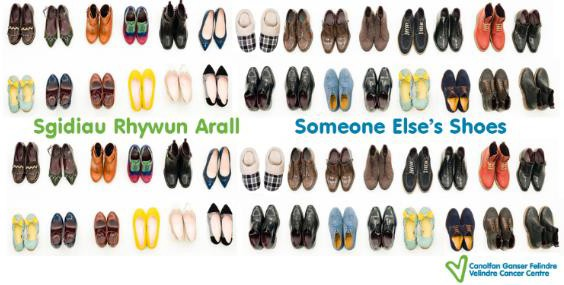 Sgidiau Rhywun Arall
Someone Else's Shoes
Canolfan Ganser Felindre
Velindre Cancer Centre